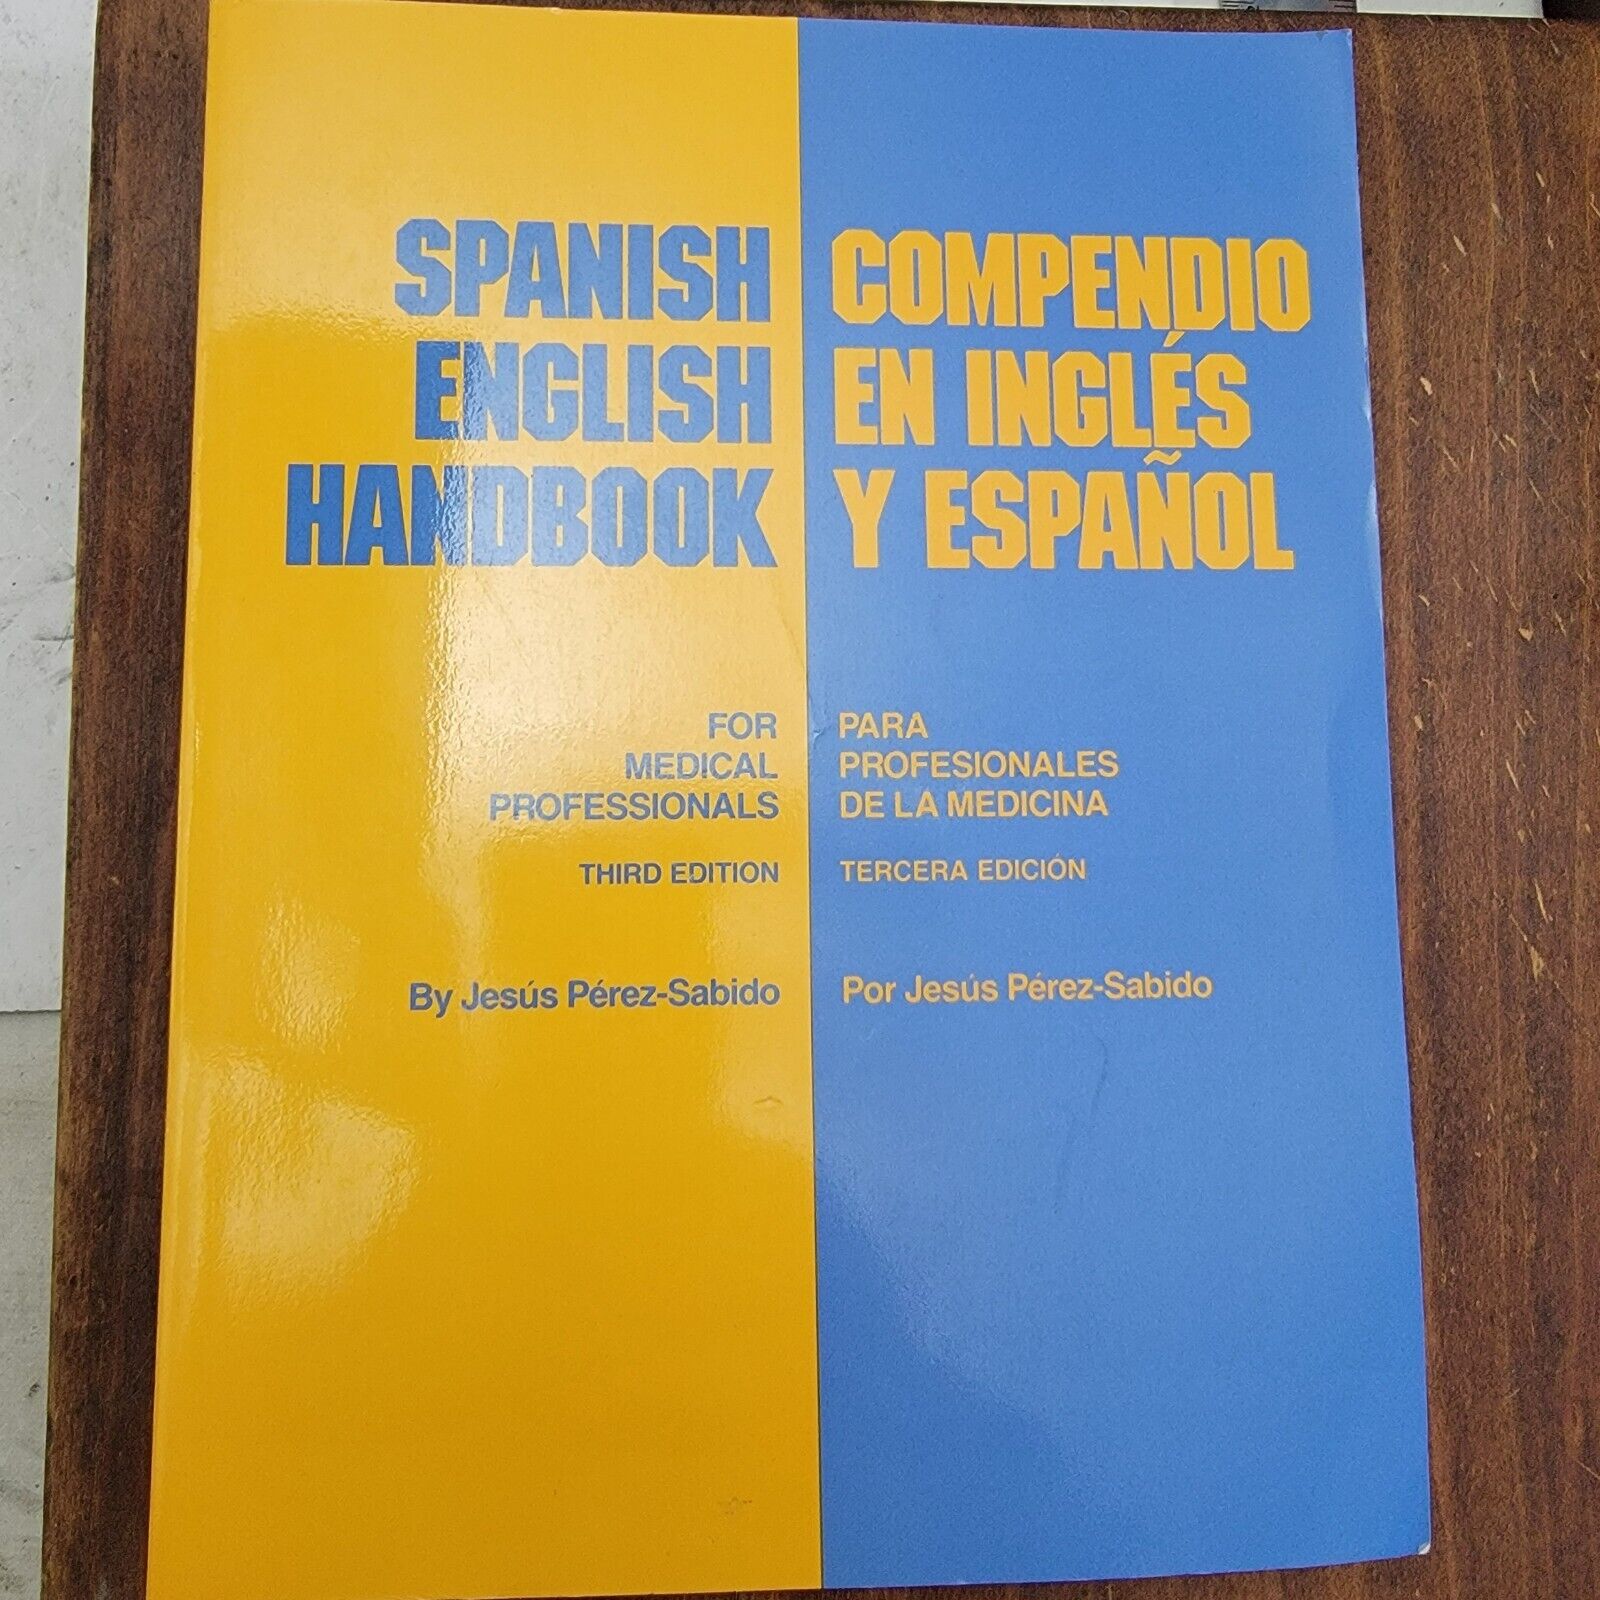 SPANISH
ENGLISH
HANDBOOK
FOR
MEDICAL
PROFESSIONALS
THIRD EDITION
By Jesús Pérez-Sabido
COMPENDIO
EN INGLÉS
Y ESPAÑOL
PARA
PROFESIONALES
DE LA MEDICINA
TERCERA EDICIÓN
Por Jesús Pérez-Sabido